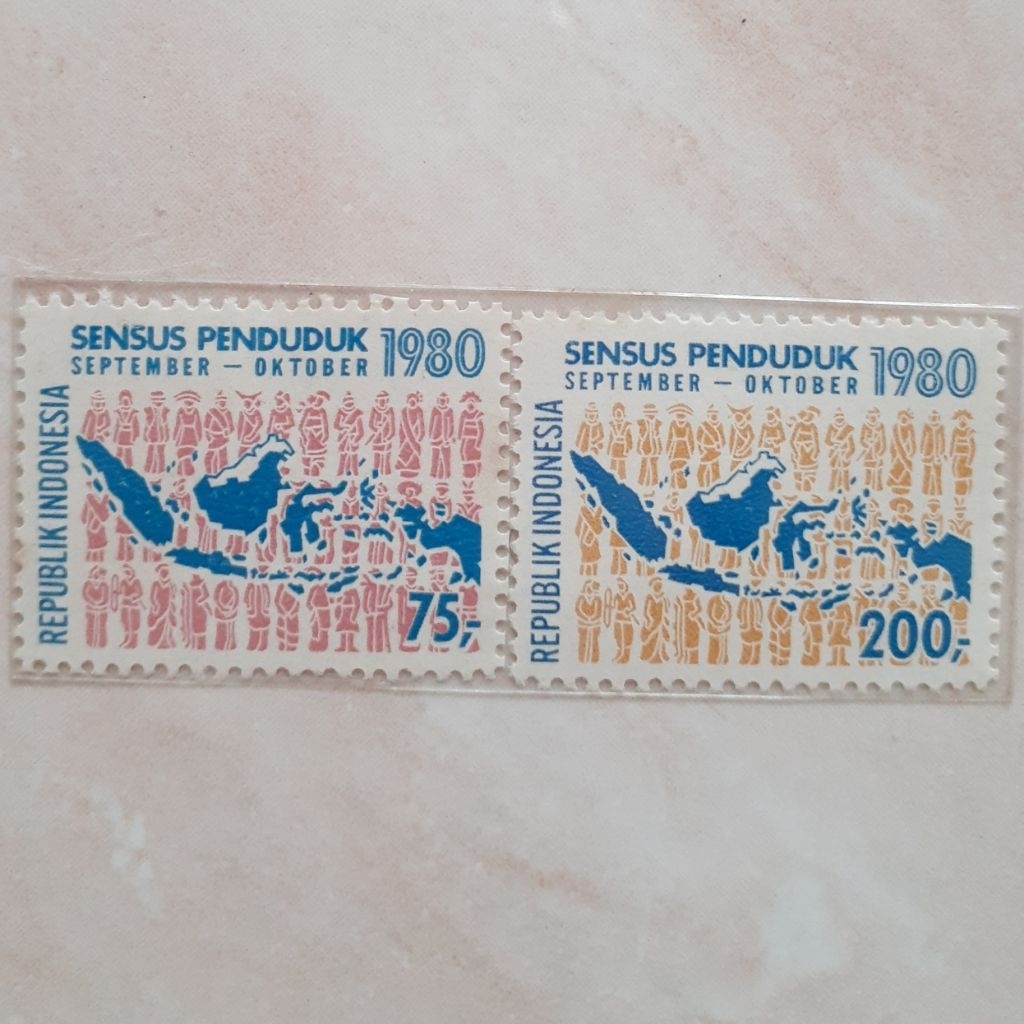 SENSUS PENDUDUK 1980
SEPTEMBER — OKTOBER
REPUBLIK INDONESIA
75,-
SENSUS PENDUDUK 1980
SEPTEMBER — OKTOBER
REPUBLIK INDONESIA
200,-